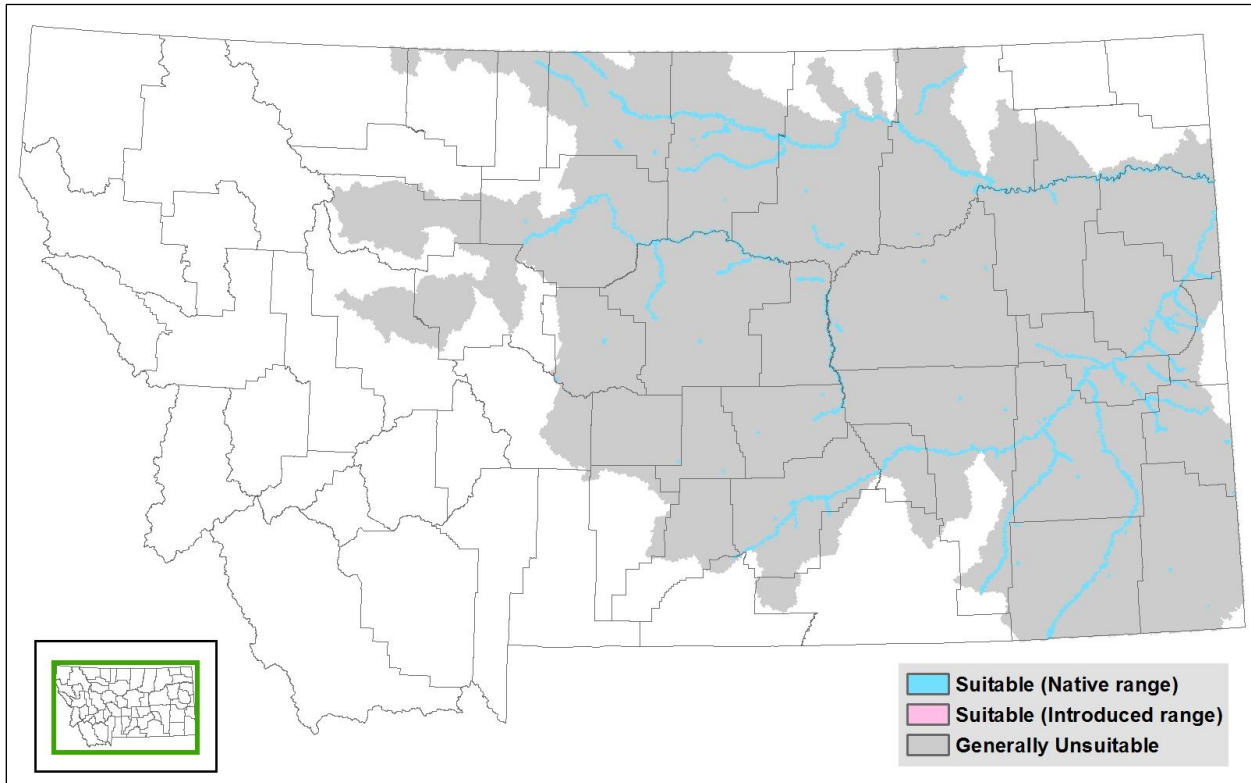 Suitable (Native range)
Suitable (Introduced range)
Generally Unsuitable